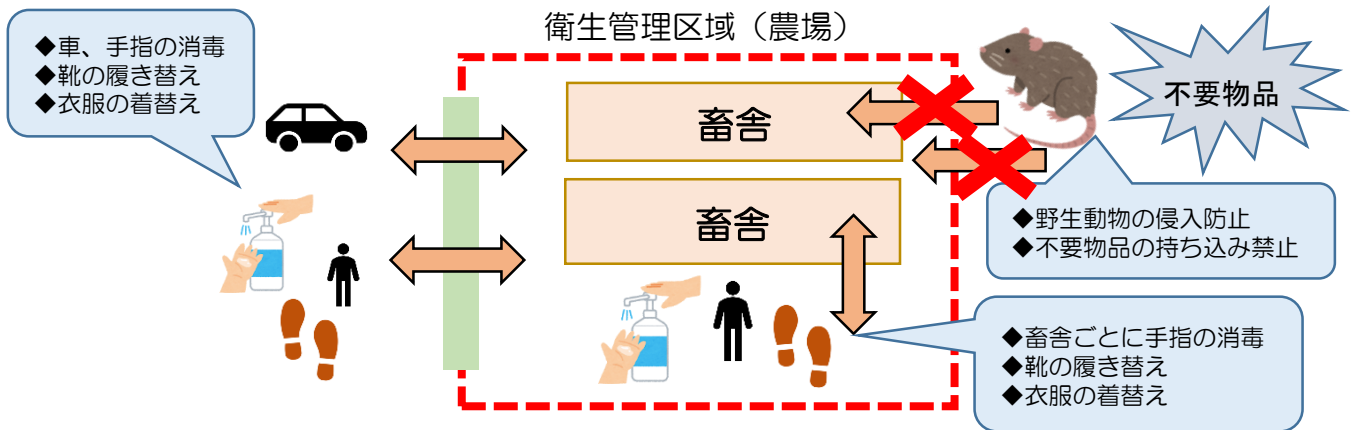 衛生管理区域（農場）
◆車、手指の消毒
◆靴の履き替え
◆衣服の着替え
畜舎
畜舎
不要物品
◆野生動物の侵入防止
◆不要物品の持ち込み禁止
◆畜舎ごとに手指の消毒
◆靴の履き替え
◆衣服の着替え